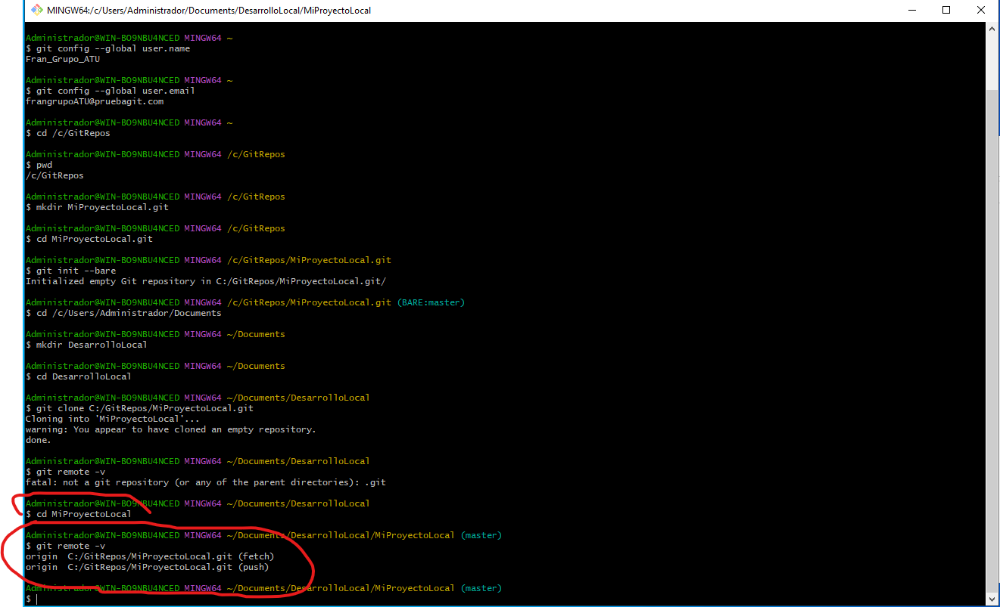 MINGW64:/c/Users/Administrador/Documents/DesarrolloLocal/MiProyectoLocal
Administrador@WIN-BO9NBU4NCED MINGW64 ~
$ git config --global user.name
Fran_Grupo_ATU
Administrador@WIN-BO9NBU4NCED MINGW64 ~
$ git config --global user.email
frangrupoATU@pruebagit.com
Administrador@WIN-BO9NBU4NCED MINGW64 ~
$ cd /c/GitRepos
Administrador@WIN-BO9NBU4NCED MINGW64 /c/GitRepos
$ pwd
/c/GitRepos
Administrador@WIN-BO9NBU4NCED MINGW64 /c/GitRepos
$ mkdir MiProyectoLocal.git
Administrador@WIN-BO9NBU4NCED MINGW64 /c/GitRepos
$ cd MiProyectoLocal.git
Administrador@WIN-BO9NBU4NCED MINGW64 /c/GitRepos/MiProyectoLocal.git
$ git init --bare
Initialized empty Git repository in C:/GitRepos/MiProyectoLocal.git/
Administrador@WIN-BO9NBU4NCED MINGW64 /c/GitRepos/MiProyectoLocal.git (BARE:master)
$ cd /c/Users/Administrador/Documents
Administrador@WIN-BO9NBU4NCED MINGW64 ~/Documents
$ mkdir DesarrolloLocal
Administrador@WIN-BO9NBU4NCED MINGW64 ~/Documents
$ cd DesarrolloLocal
Administrador@WIN-BO9NBU4NCED MINGW64 ~/Documents/DesarrolloLocal
$ git clone C:/GitRepos/MiProyectoLocal.git
Cloning into 'MiProyectoLocal'...
warning: You appear to have cloned an empty repository.
done.
Administrador@WIN-BO9NBU4NCED MINGW64 ~/Documents/DesarrolloLocal
$ git remote -v
fatal: not a git repository (or any of the parent directories): .git
Administrador@WIN-BO9NBU4NCED MINGW64 ~/Documents/DesarrolloLocal
$ cd MiProyectoLocal
Administrador@WIN-BO9NBU4NCED MINGW64 ~/Documents/DesarrolloLocal/MiProyectoLocal (master)
$ git remote -v
origin  C:/GitRepos/MiProyectoLocal.git (fetch)
origin  C:/GitRepos/MiProyectoLocal.git (push)
Administrador@WIN-BO9NBU4NCED MINGW64 ~/Documents/DesarrolloLocal/MiProyectoLocal (master)
$